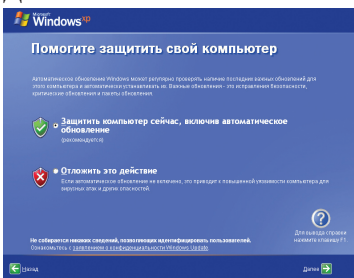 Microsoft
Windows xp
Помогите защитить свой компьютер
Автоматическое обновление Windows может регулярно проверять наличие последних важных обновлений для
этого компьютера и автоматически устанавливать их. Важные обновления - это исправления безопасности,
критические обновления и пакеты обновления.
Защитить компьютер сейчас, включив автоматическое
обновление
(рекомендуется)
Отложить это действие
Если автоматическое обновление не включено, это приводит к повышенной уязвимости компьютера для
вирусных атак и других опасностей.
Для вывода справки
нажмите клавишу F1.
Не собирается никаких сведений, позволяющих идентифицировать пользователей.
Ознакомьтесь с заявлением о конфиденциальности Windows Update
Назад
Далее